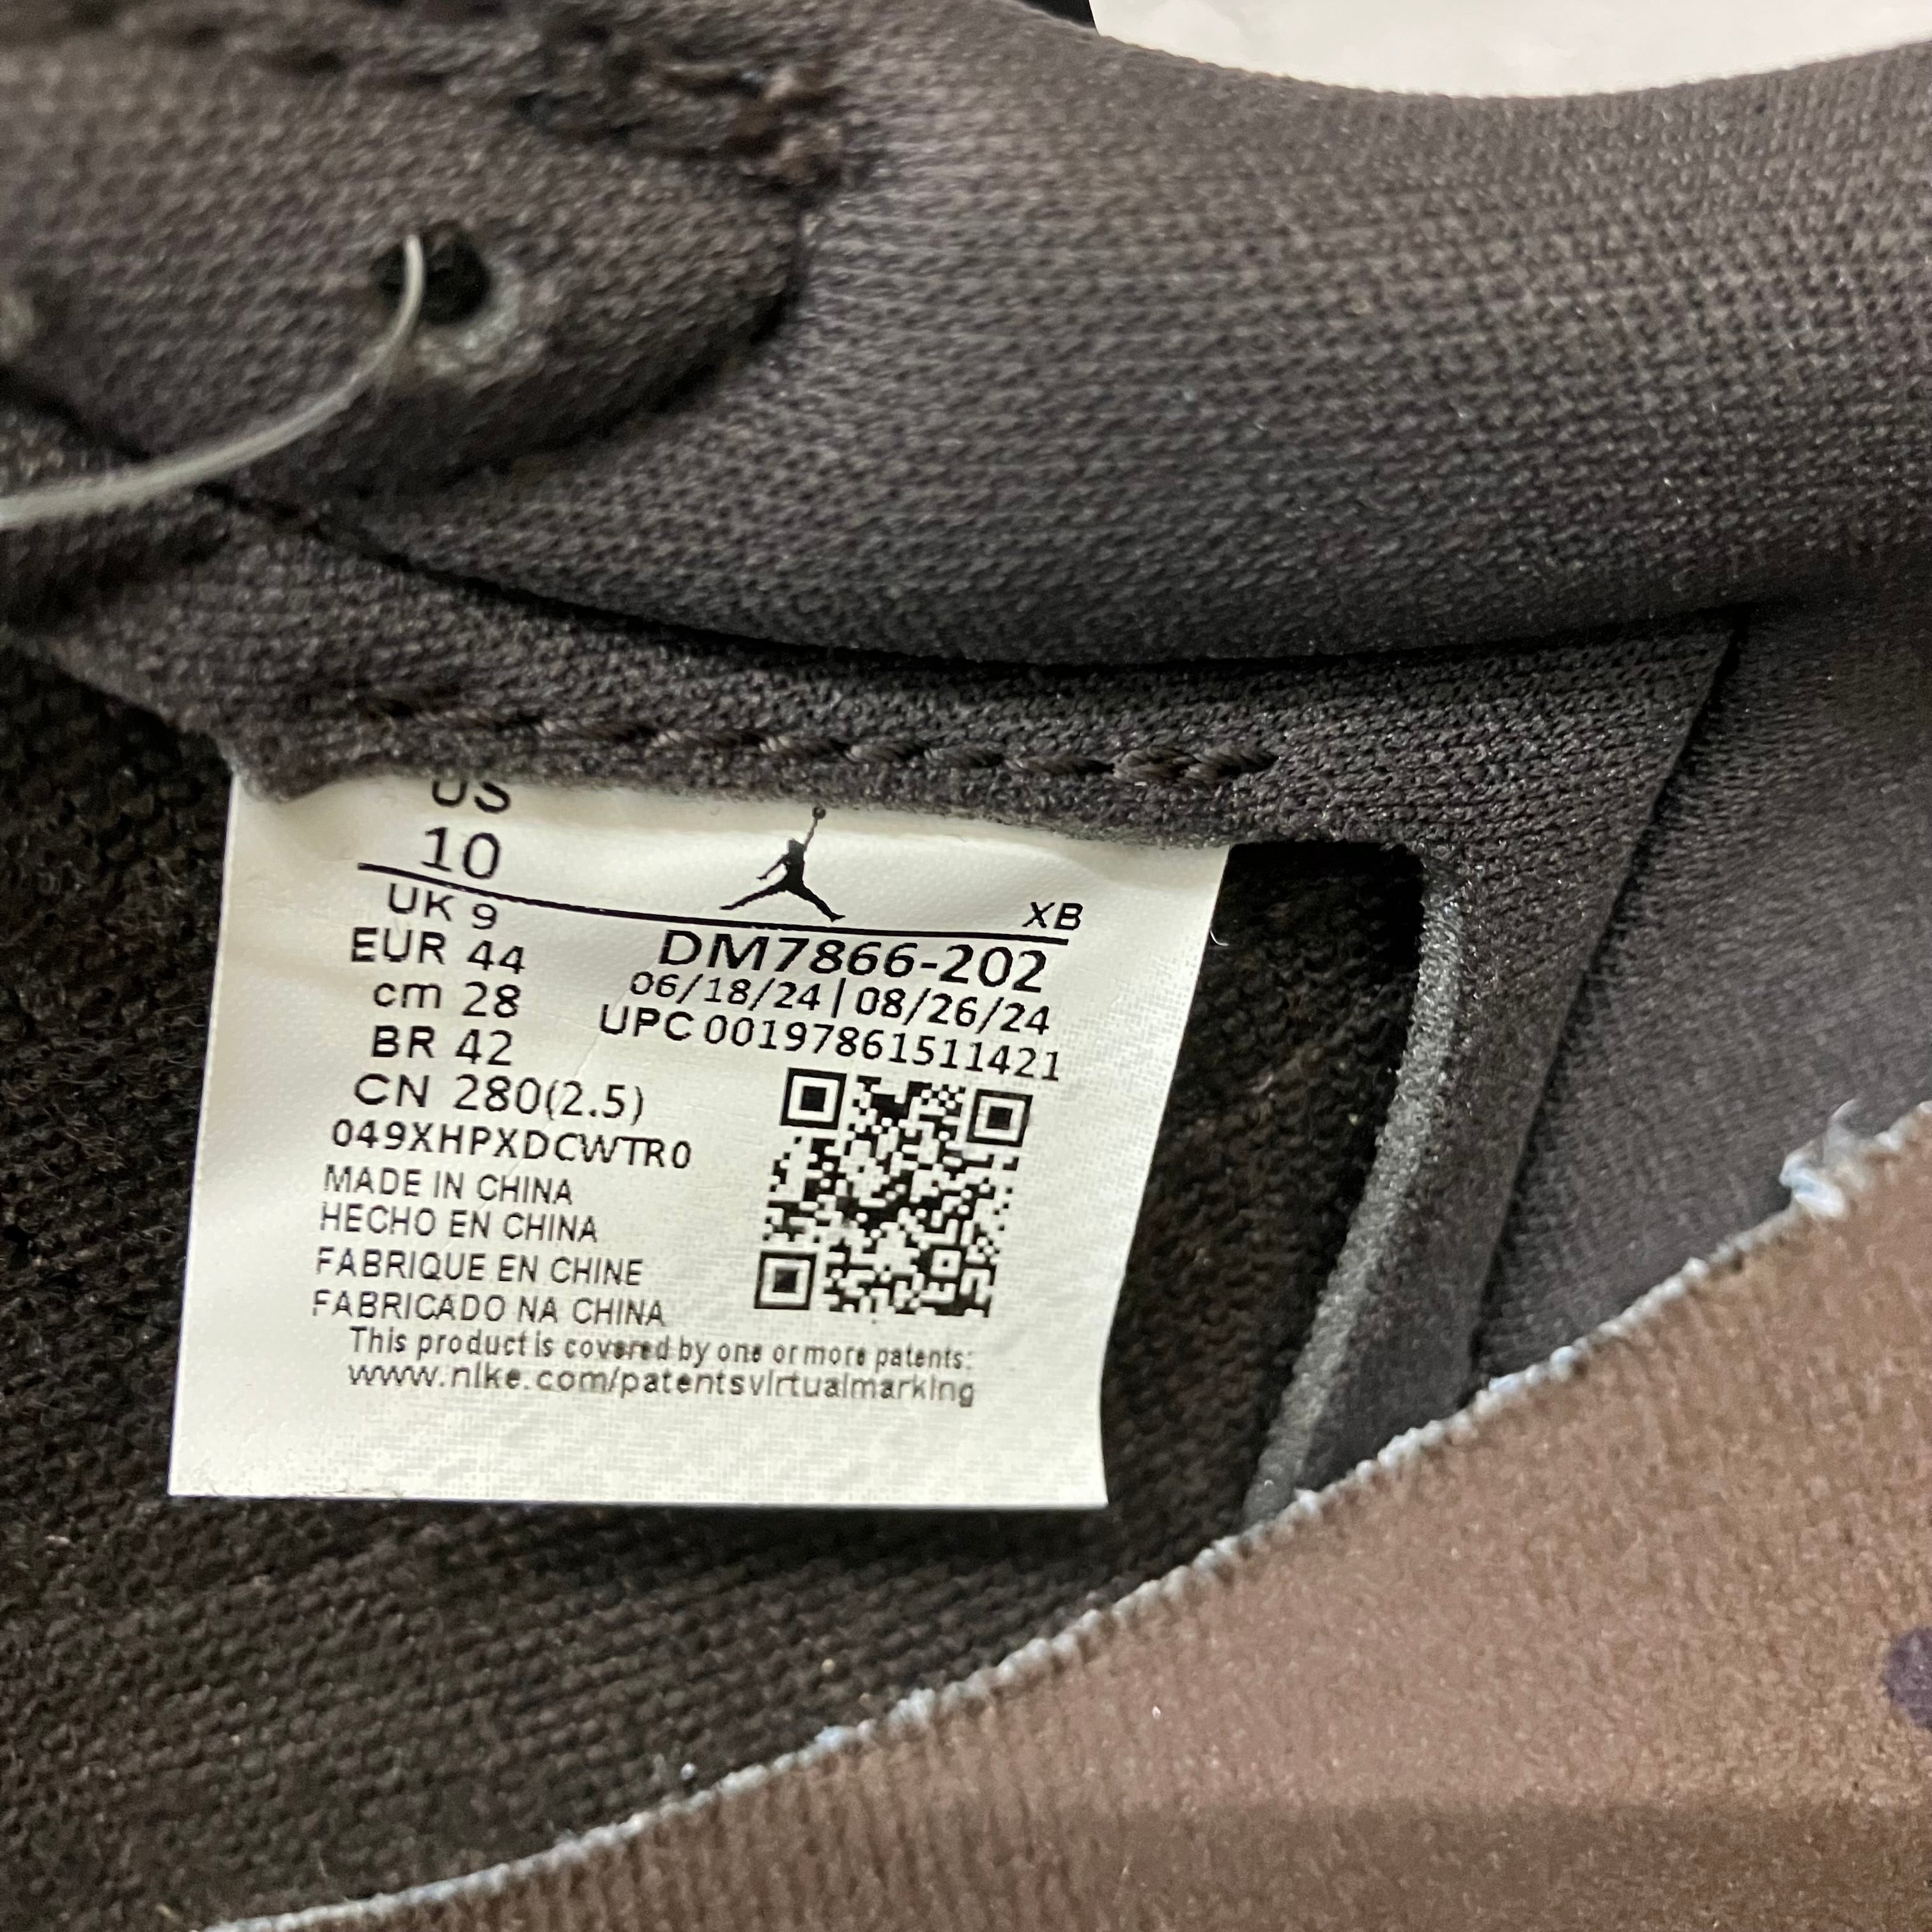 US
10
UK 9
EUR 44
cm 28
BR 42
CN 280(2.5)
049XHPXDCWTR0
XB
DM7866-202
06/18/24|08/26/24
UPC 00197861511421
MADE IN CHINA
HECHO EN CHINA
FABRIQUE EN CHINE
FABRICADO NA CHINA
This product is covered by one or more patents:
www.nike.com/patentsvirtualmarking